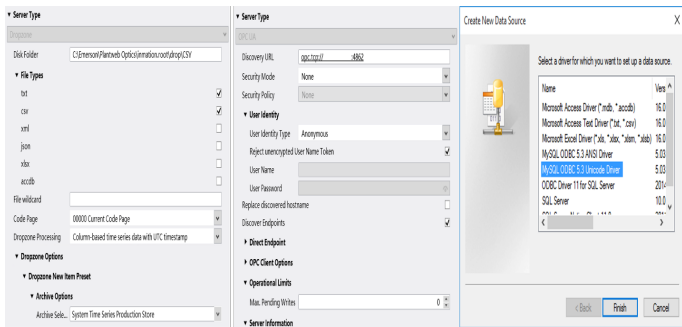 ▼ Server Type
Dropzone
Disk Folder C:\Emerson\Plantweb Optics\inmation.root\drop\CSV
▼ File Types
txt
csv
xml
json
xlsx
accdb
File wildcard
Code Page 00000 Current Code Page
Dropzone Processing Column-based time series data with UTC timestamp
▼ Dropzone Options
▼ Dropzone New Item Preset
▼ Archive Options
Archive Sele... System Time Series Production Store
▼ Server Type
OPC UA
Discovery URL opc.tcp:// :4862
Security Mode None
Security Policy None
▼ User Identity
User Identity Type Anonymous
Reject unencrypted User Name Token
User Name
User Password
Replace discovered hostname
Discover Endpoints
▶ Direct Endpoint
▶ OPC Client Options
▼ Operational Limits
Max. Pending Writes 0
▼ Server Information
Create New Data Source X
Select a driver for which you want to set up a data source.
Name Vers
Microsoft Access Driver (*.mdb, *.accdb) 16.0
Microsoft Access Text Driver (*.txt, *.csv) 16.0
Microsoft Excel Driver (*.xls, *.xlsx, *.xlsm, *.xlsb) 16.0
MySQL ODBC 5.3 ANSI Driver 5.03
MySQL ODBC 5.3 Unicode Driver 5.03
ODBC Driver 11 for SQL Server 2014
SQL Server 10.0
< Back Finish Cancel